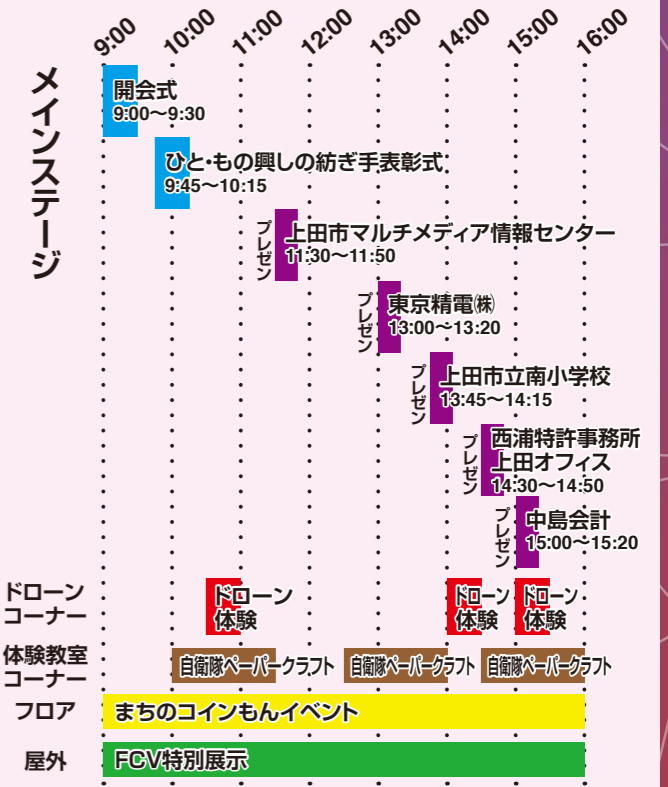 9:00
10:00
11:00
12:00
13:00
14:00
15:00
16:00
メインステージ
開会式
9:00〜9:30
ひと・もの興しの紡ぎ手表彰式
9:45〜10:15
プレゼン
上田市マルチメディア情報センター
11:30〜11:50
プレゼン
東京精電㈱
13:00〜13:20
プレゼン
上田市立南小学校
13:45〜14:15
プレゼン
西浦特許事務所
上田オフィス
14:30〜14:50
プレゼン
中島会計
15:00〜15:20
ドローン
コーナー
ドローン
体験
ドローン
体験
ドローン
体験
体験教室
コーナー
自衛隊ペーパークラフト
自衛隊ペーパークラフト
自衛隊ペーパークラフト
フロア
まちのコインもんイベント
屋外
FCV特別展示